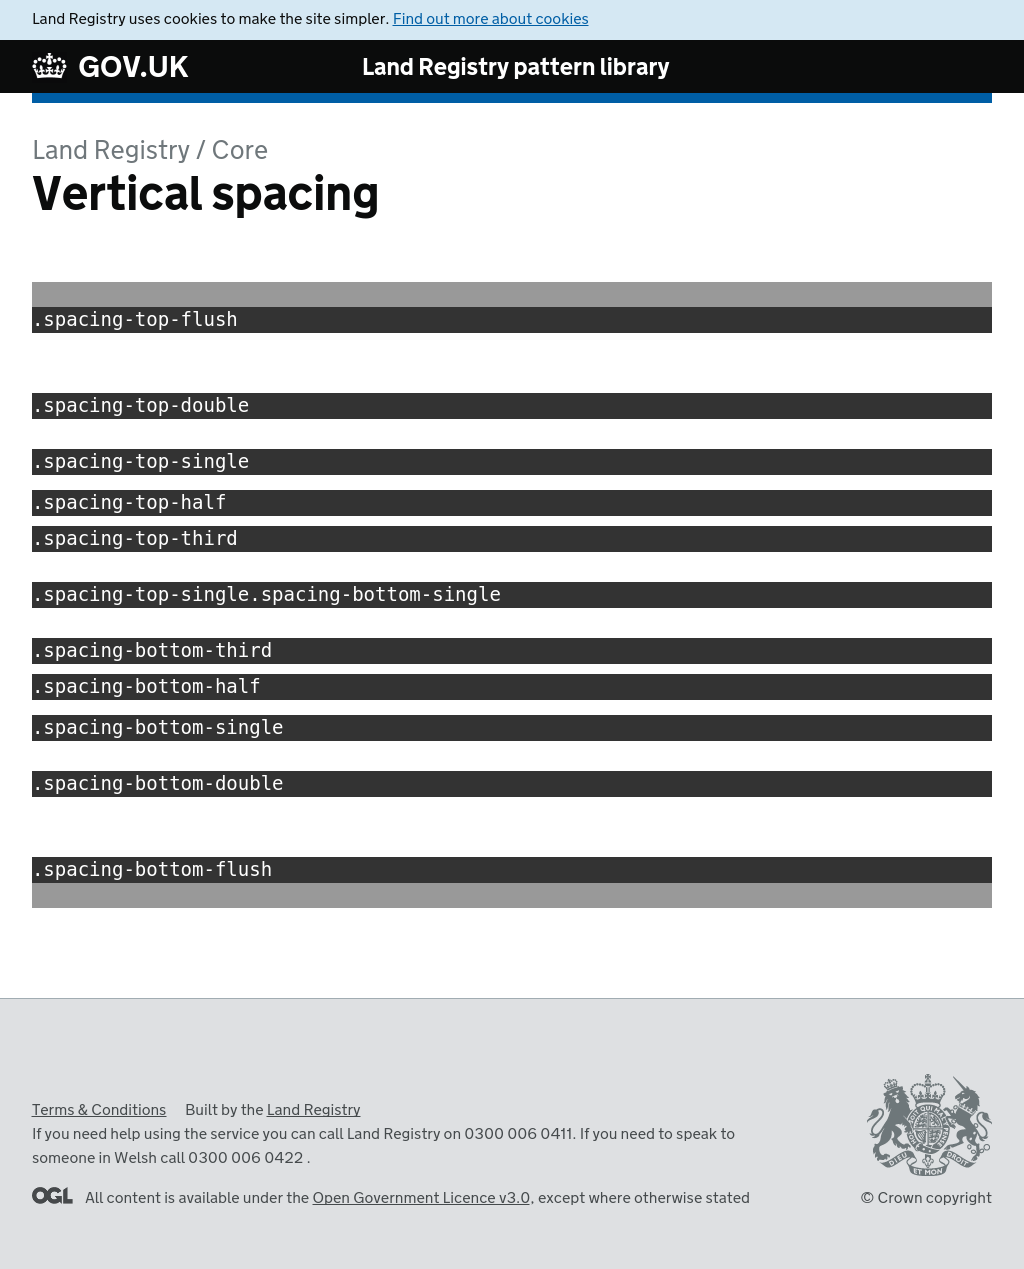 Land Registry uses cookies to make the site simpler. Find out more about cookies
GOV.UK
Land Registry pattern library
Land Registry / Core
Vertical spacing
.spacing-top-flush
.spacing-top-double
.spacing-top-single
.spacing-top-half
.spacing-top-third
.spacing-top-single.spacing-bottom-single
.spacing-bottom-third
.spacing-bottom-half
.spacing-bottom-single
.spacing-bottom-double
.spacing-bottom-flush
Terms & Conditions Built by the Land Registry
If you need help using the service you can call Land Registry on 0300 006 0411. If you need to speak to
someone in Welsh call 0300 006 0422 .
OGL All content is available under the Open Government Licence v3.0, except where otherwise stated
© Crown copyright